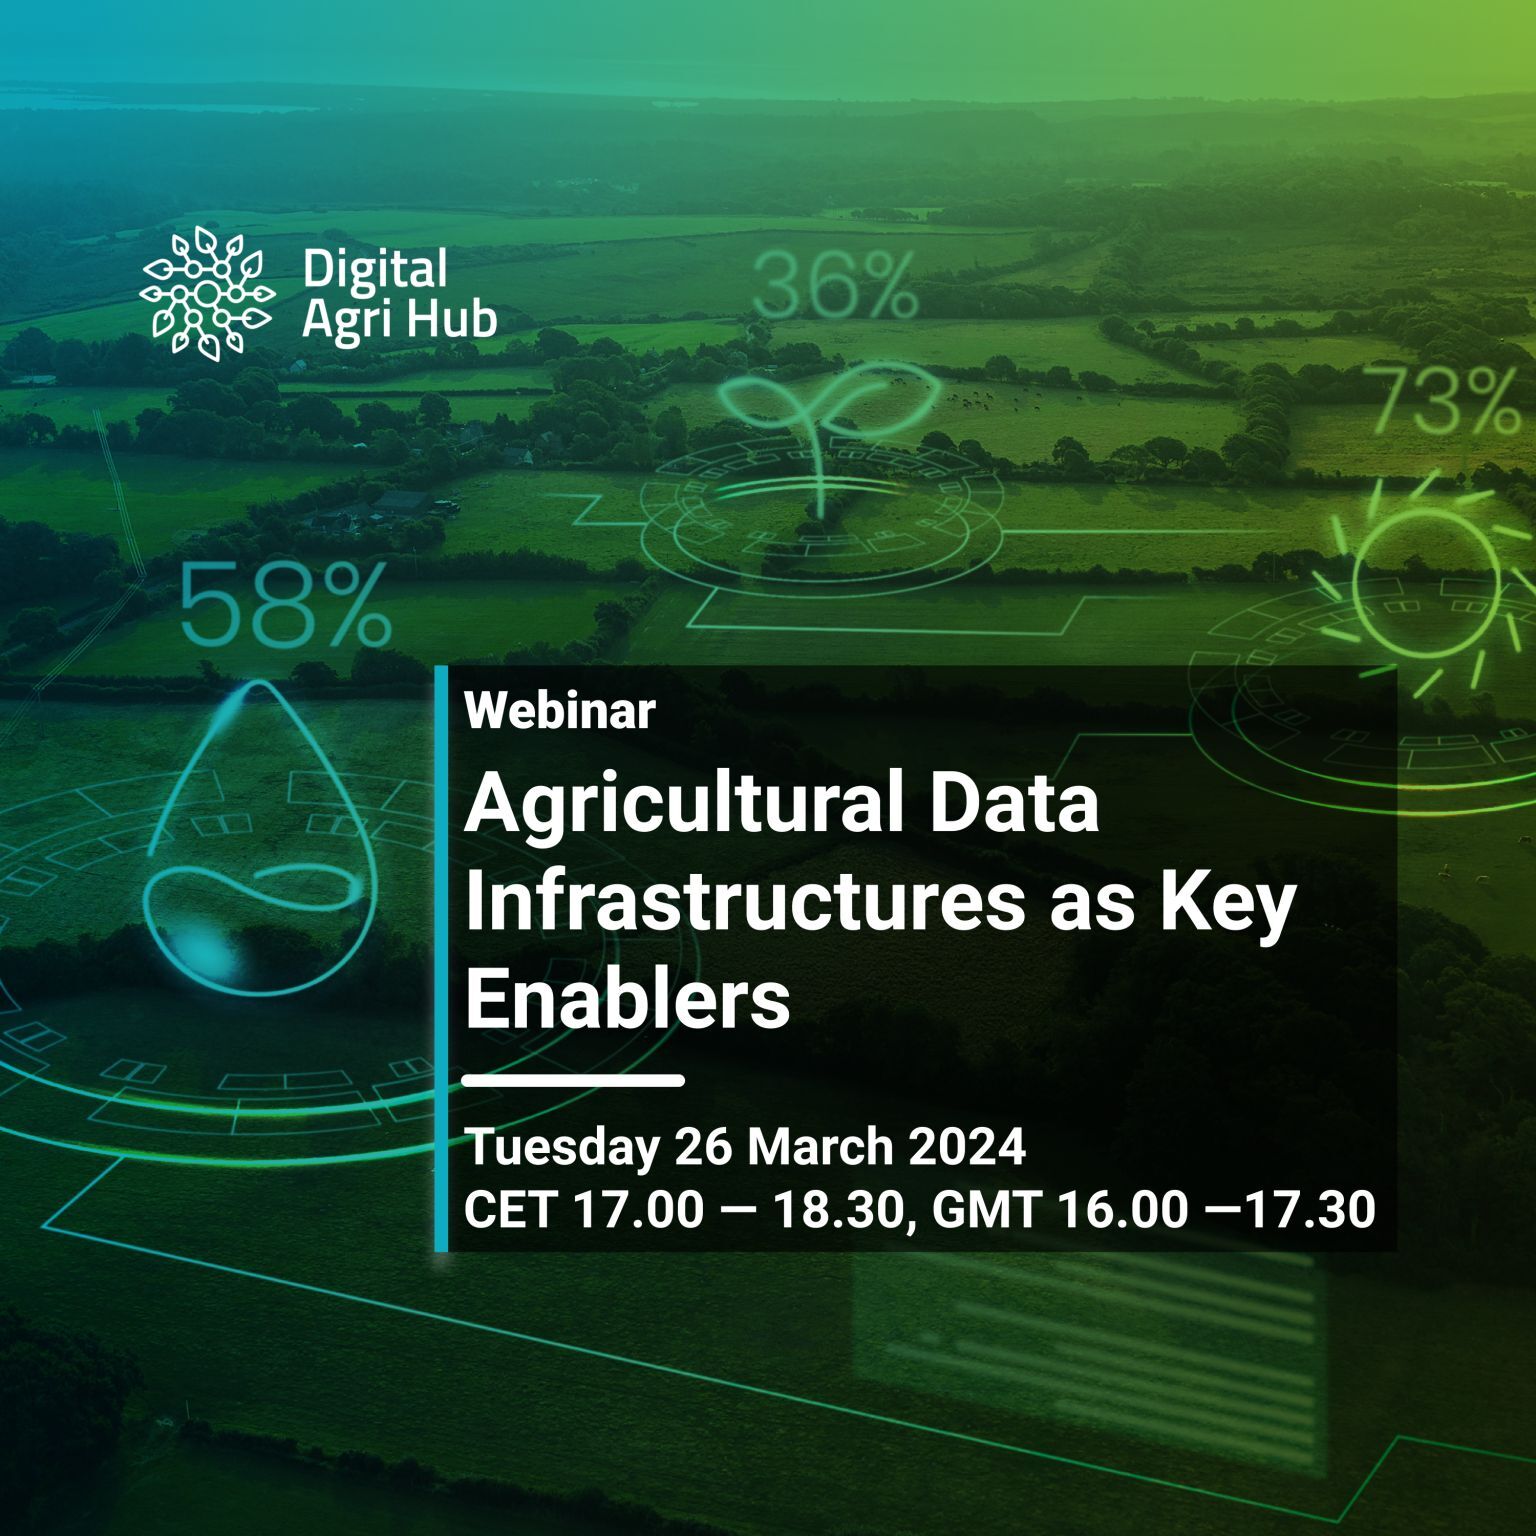 Digital
Agri Hub
36%
73%
58%
Webinar
Agricultural Data
Infrastructures as Key
Enablers
Tuesday 26 March 2024
CET 17.00 — 18.30, GMT 16.00 —17.30